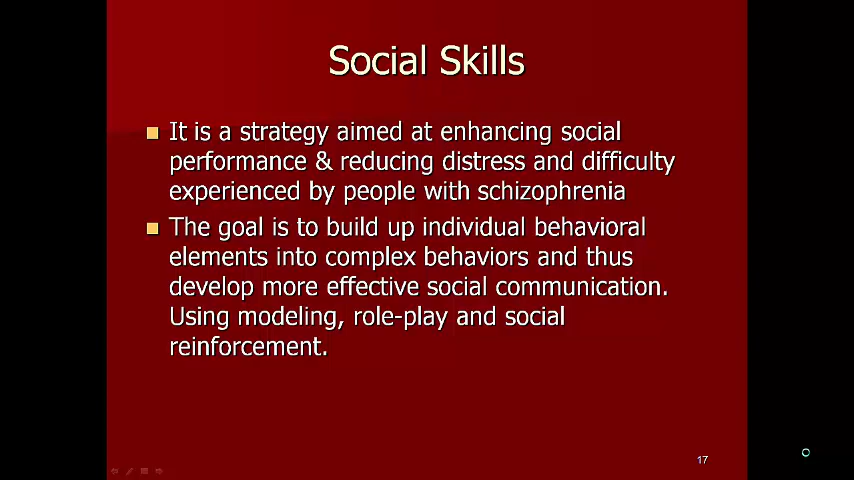 Social Skills
It is a strategy aimed at enhancing social
performance & reducing distress and difficulty
experienced by people with schizophrenia
The goal is to build up individual behavioral
elements into complex behaviors and thus
develop more effective social communication.
Using modeling, role-play and social
reinforcement.
17